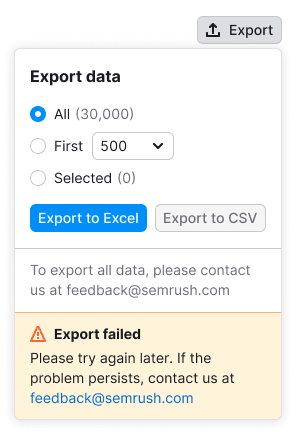 Export
Export data
All (30,000)
First 500
Selected (0)
Export to Excel Export to CSV
To export all data, please contact
us at feedback@semrush.com
Export failed
Please try again later. If the
problem persists, contact us at
feedback@semrush.com